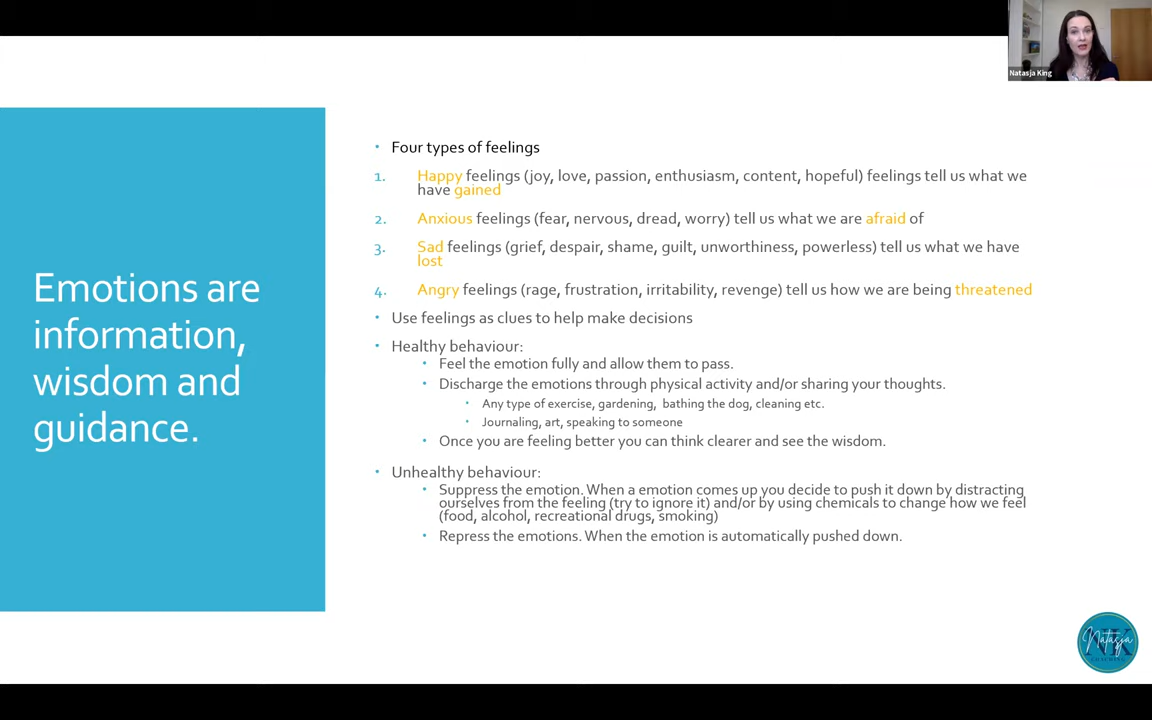 Natasja King
Emotions are
information,
wisdom and
guidance.
• Four types of feelings
1. Happy feelings (joy, love, passion, enthusiasm, content, hopeful) feelings tell us what we
have gained
2. Anxious feelings (fear, nervous, dread, worry) tell us what we are afraid of
3. Sad feelings (grief, despair, shame, guilt, unworthiness, powerless) tell us what we have
lost
4. Angry feelings (rage, frustration, irritability, revenge) tell us how we are being threatened
• Use feelings as clues to help make decisions
• Healthy behaviour:
• Feel the emotion fully and allow them to pass.
• Discharge the emotions through physical activity and/or sharing your thoughts.
• Any type of exercise, gardening, bathing the dog, cleaning etc.
• Journaling, art, speaking to someone
• Once you are feeling better you can think clearer and see the wisdom.
• Unhealthy behaviour:
• Suppress the emotion. When a emotion comes up you decide to push it down by distracting
ourselves from the feeling (try to ignore it) and/or by using chemicals to change how we feel
(food, alcohol, recreational drugs, smoking)
• Repress the emotions. When the emotion is automatically pushed down.
NK
Natasja